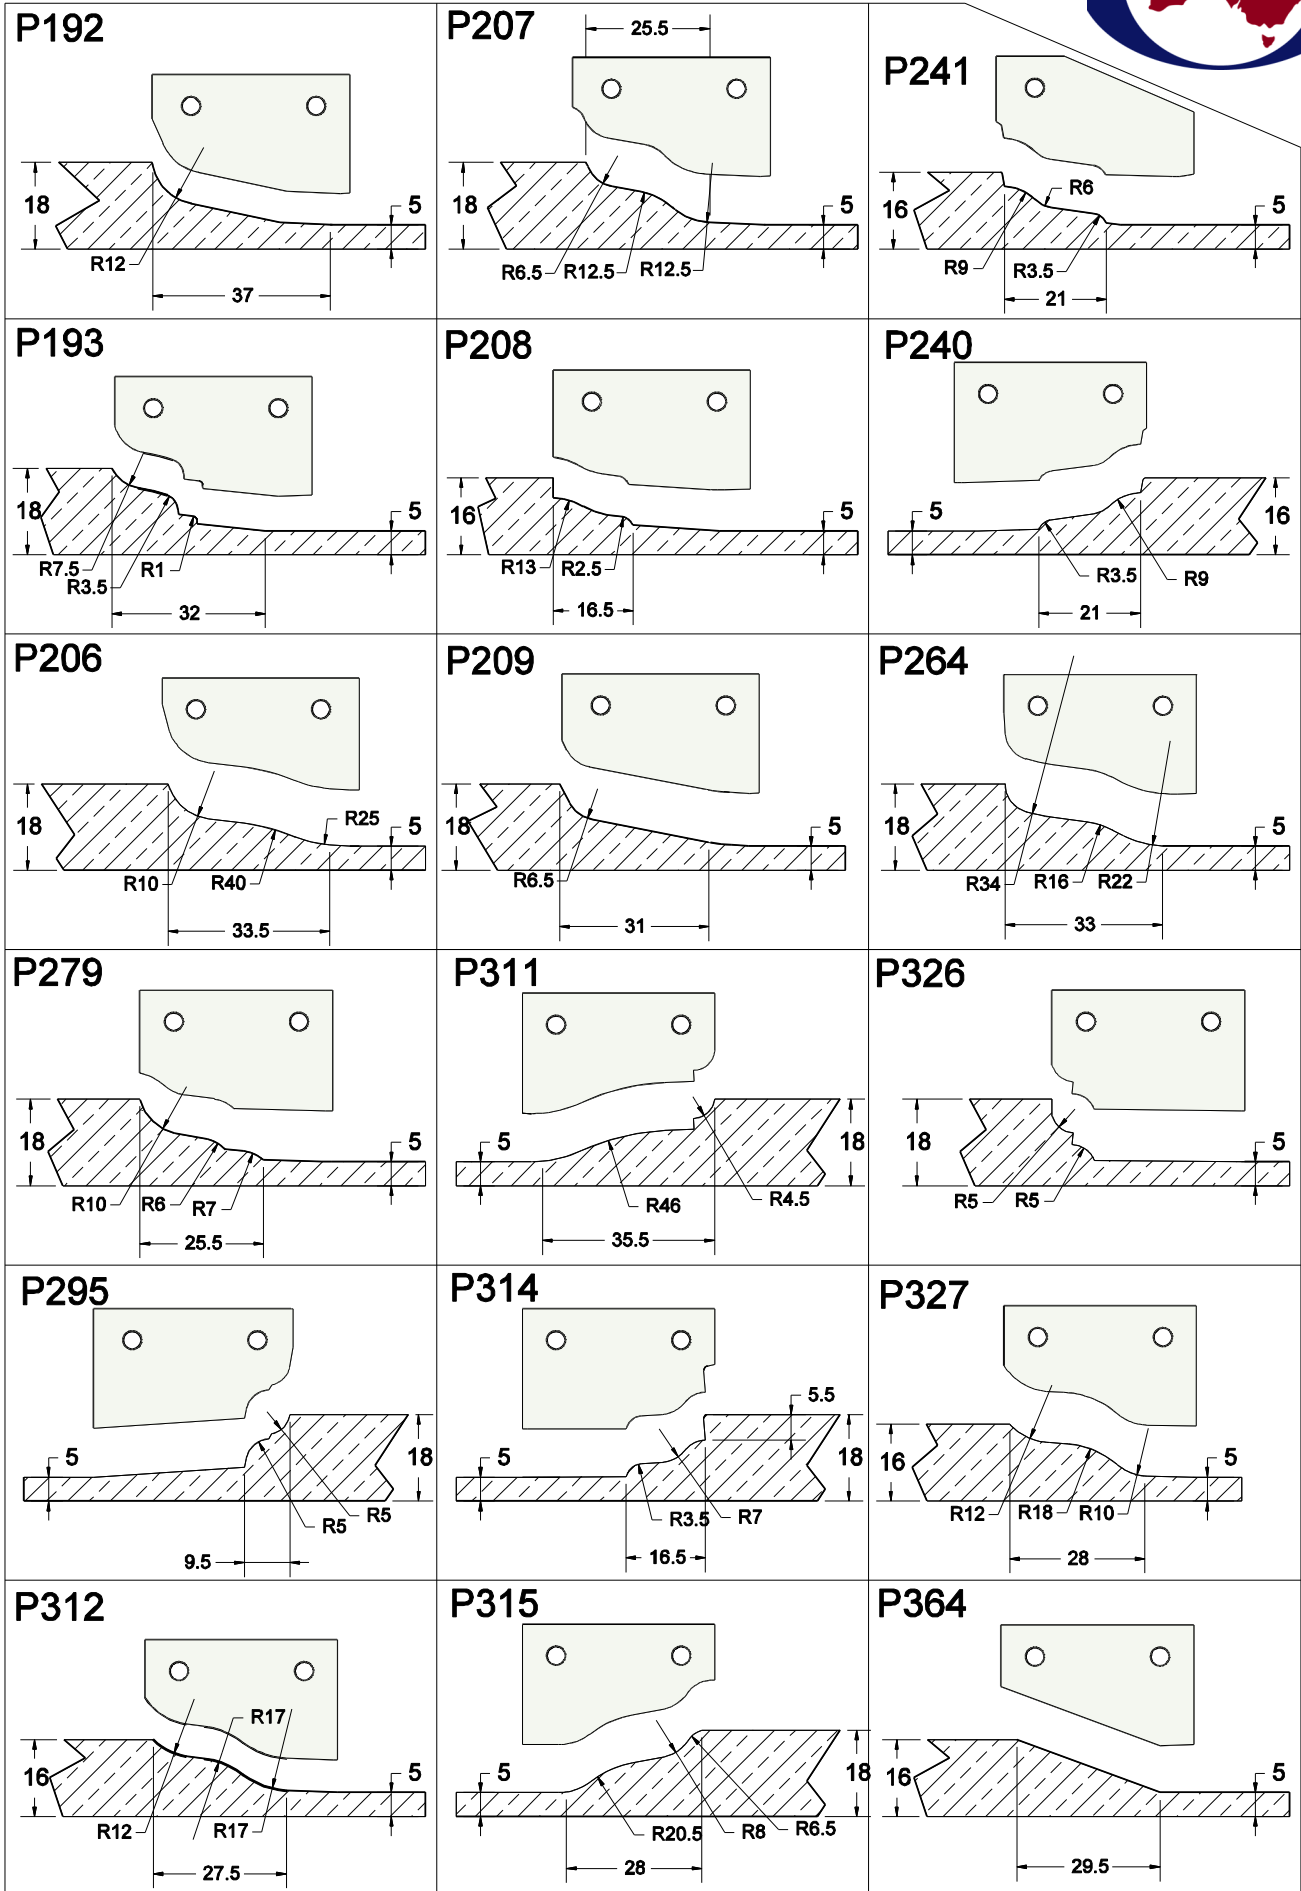 P192
18
5
R12
37
P207
25.5
18
5
R6.5 R12.5 R12.5
P241
16
R6
5
R9 R3.5
21
P193
18
5
R7.5
R3.5
R1
32
P208
16
5
R13 R2.5
16.5
P240
5
16
R3.5 R9
21
P206
18
R25
5
R10 R40
33.5
P209
18
5
R6.5
31
P264
18
5
R34 R16 R22
33
P279
18
5
R10 R6 R7
25.5
P311
5
18
R46 R4.5
35.5
P326
18
5
R5 R5
P295
5
18
R5
R5
9.5
P314
5.5
5
18
R3.5 R7
16.5
P327
16
5
R12 R18 R10
28
P312
R17
16
5
R12 R17
27.5
P315
5
18
R20.5 R8 R6.5
28
P364
16
5
29.5